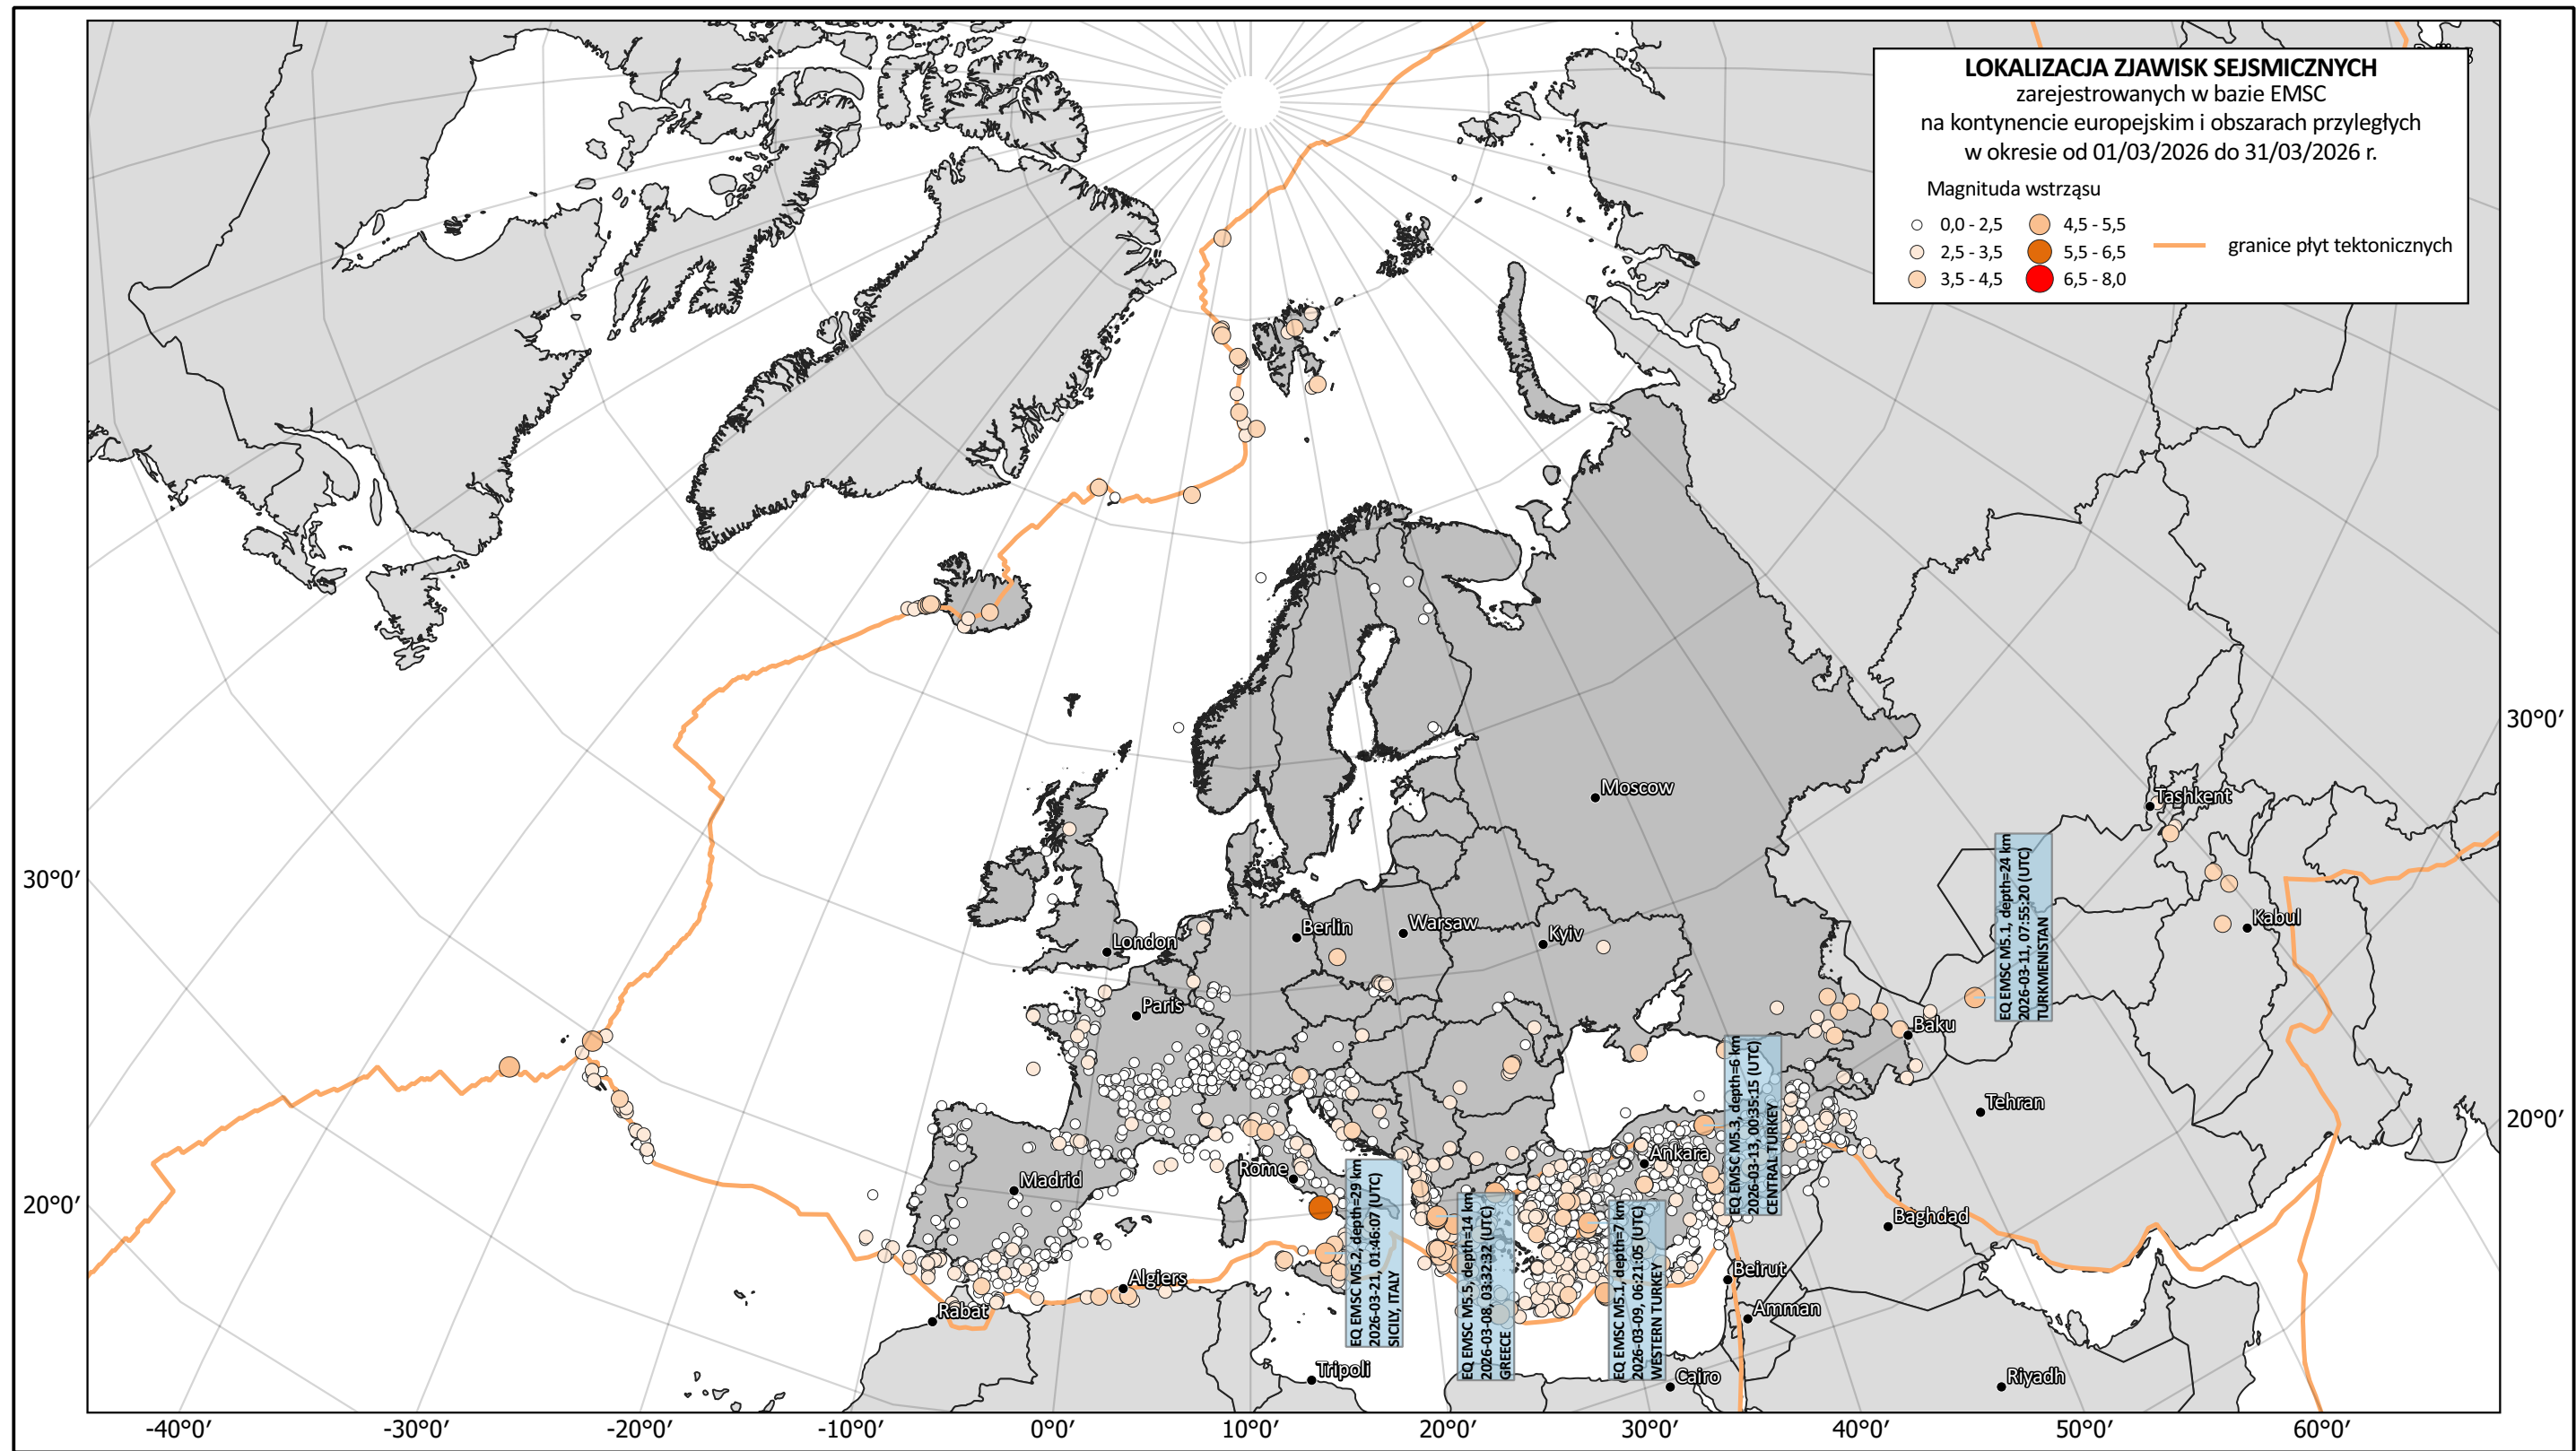 LOKALIZACJA ZJAWISK SEJSMICZNYCH
zarejestrowanych w bazie EMSC
na kontynencie europejskim i obszarach przyległych
w okresie od 01/03/2026 do 31/03/2026 r.
Magnituda wstrząsu
0,0 - 2,5
2,5 - 3,5
3,5 - 4,5
4,5 - 5,5
5,5 - 6,5
6,5 - 8,0
granice płyt tektonicznych
30°0′
20°0′
30°0′
20°0′
Moscow
Tashkent
Kabul
London
Berlin
Warsaw
Kyiv
Paris
Baku
Tehran
Madrid
Rome
Ankara
Baghdad
Algiers
Beirut
Rabat
Amman
Tripoli
Cairo
Riyadh
EQ EMSC M5.1, depth=24 km
2026-03-11, 07:55:20 (UTC)
TURKMENISTAN
EQ EMSC M5.3, depth=6 km
2026-03-13, 00:35:15 (UTC)
CENTRAL TURKEY
EQ EMSC M5.2, depth=29 km
2026-03-21, 01:46:07 (UTC)
SICILY, ITALY
EQ EMSC M5.5, depth=14 km
2026-03-08, 03:32:32 (UTC)
GREECE
EQ EMSC M5.1, depth=7 km
2026-03-09, 06:21:05 (UTC)
WESTERN TURKEY
-40°0′
-30°0′
-20°0′
-10°0′
0°0′
10°0′
20°0′
30°0′
40°0′
50°0′
60°0′